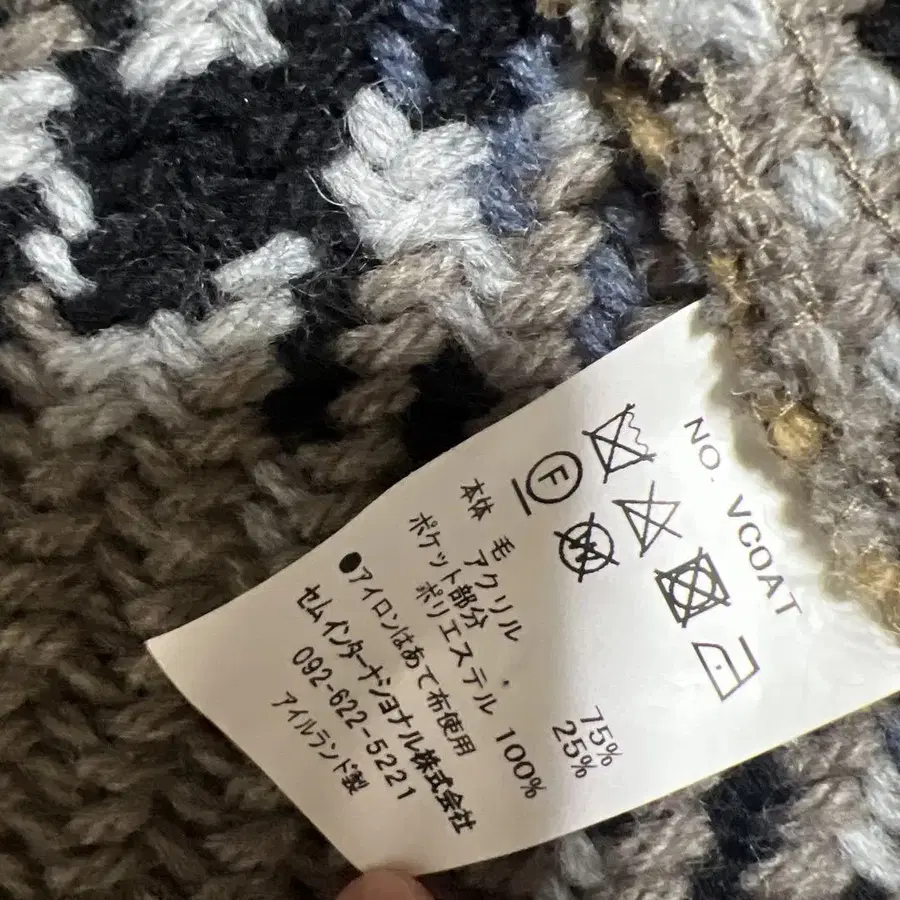 NO. VCOAT
F
W
本体 毛 75%
アクリル 25%
ポケット部分
ポリエステル 100%
●アイロンはあて布使用
セムインターナショナル株式会社
092-622-5221
アイルランド製